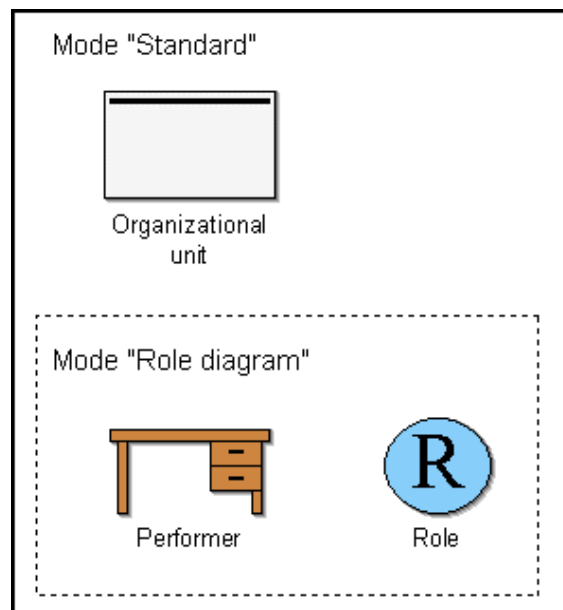 Mode "Standard"
Organizational
unit
Mode "Role diagram"
R
Performer
Role